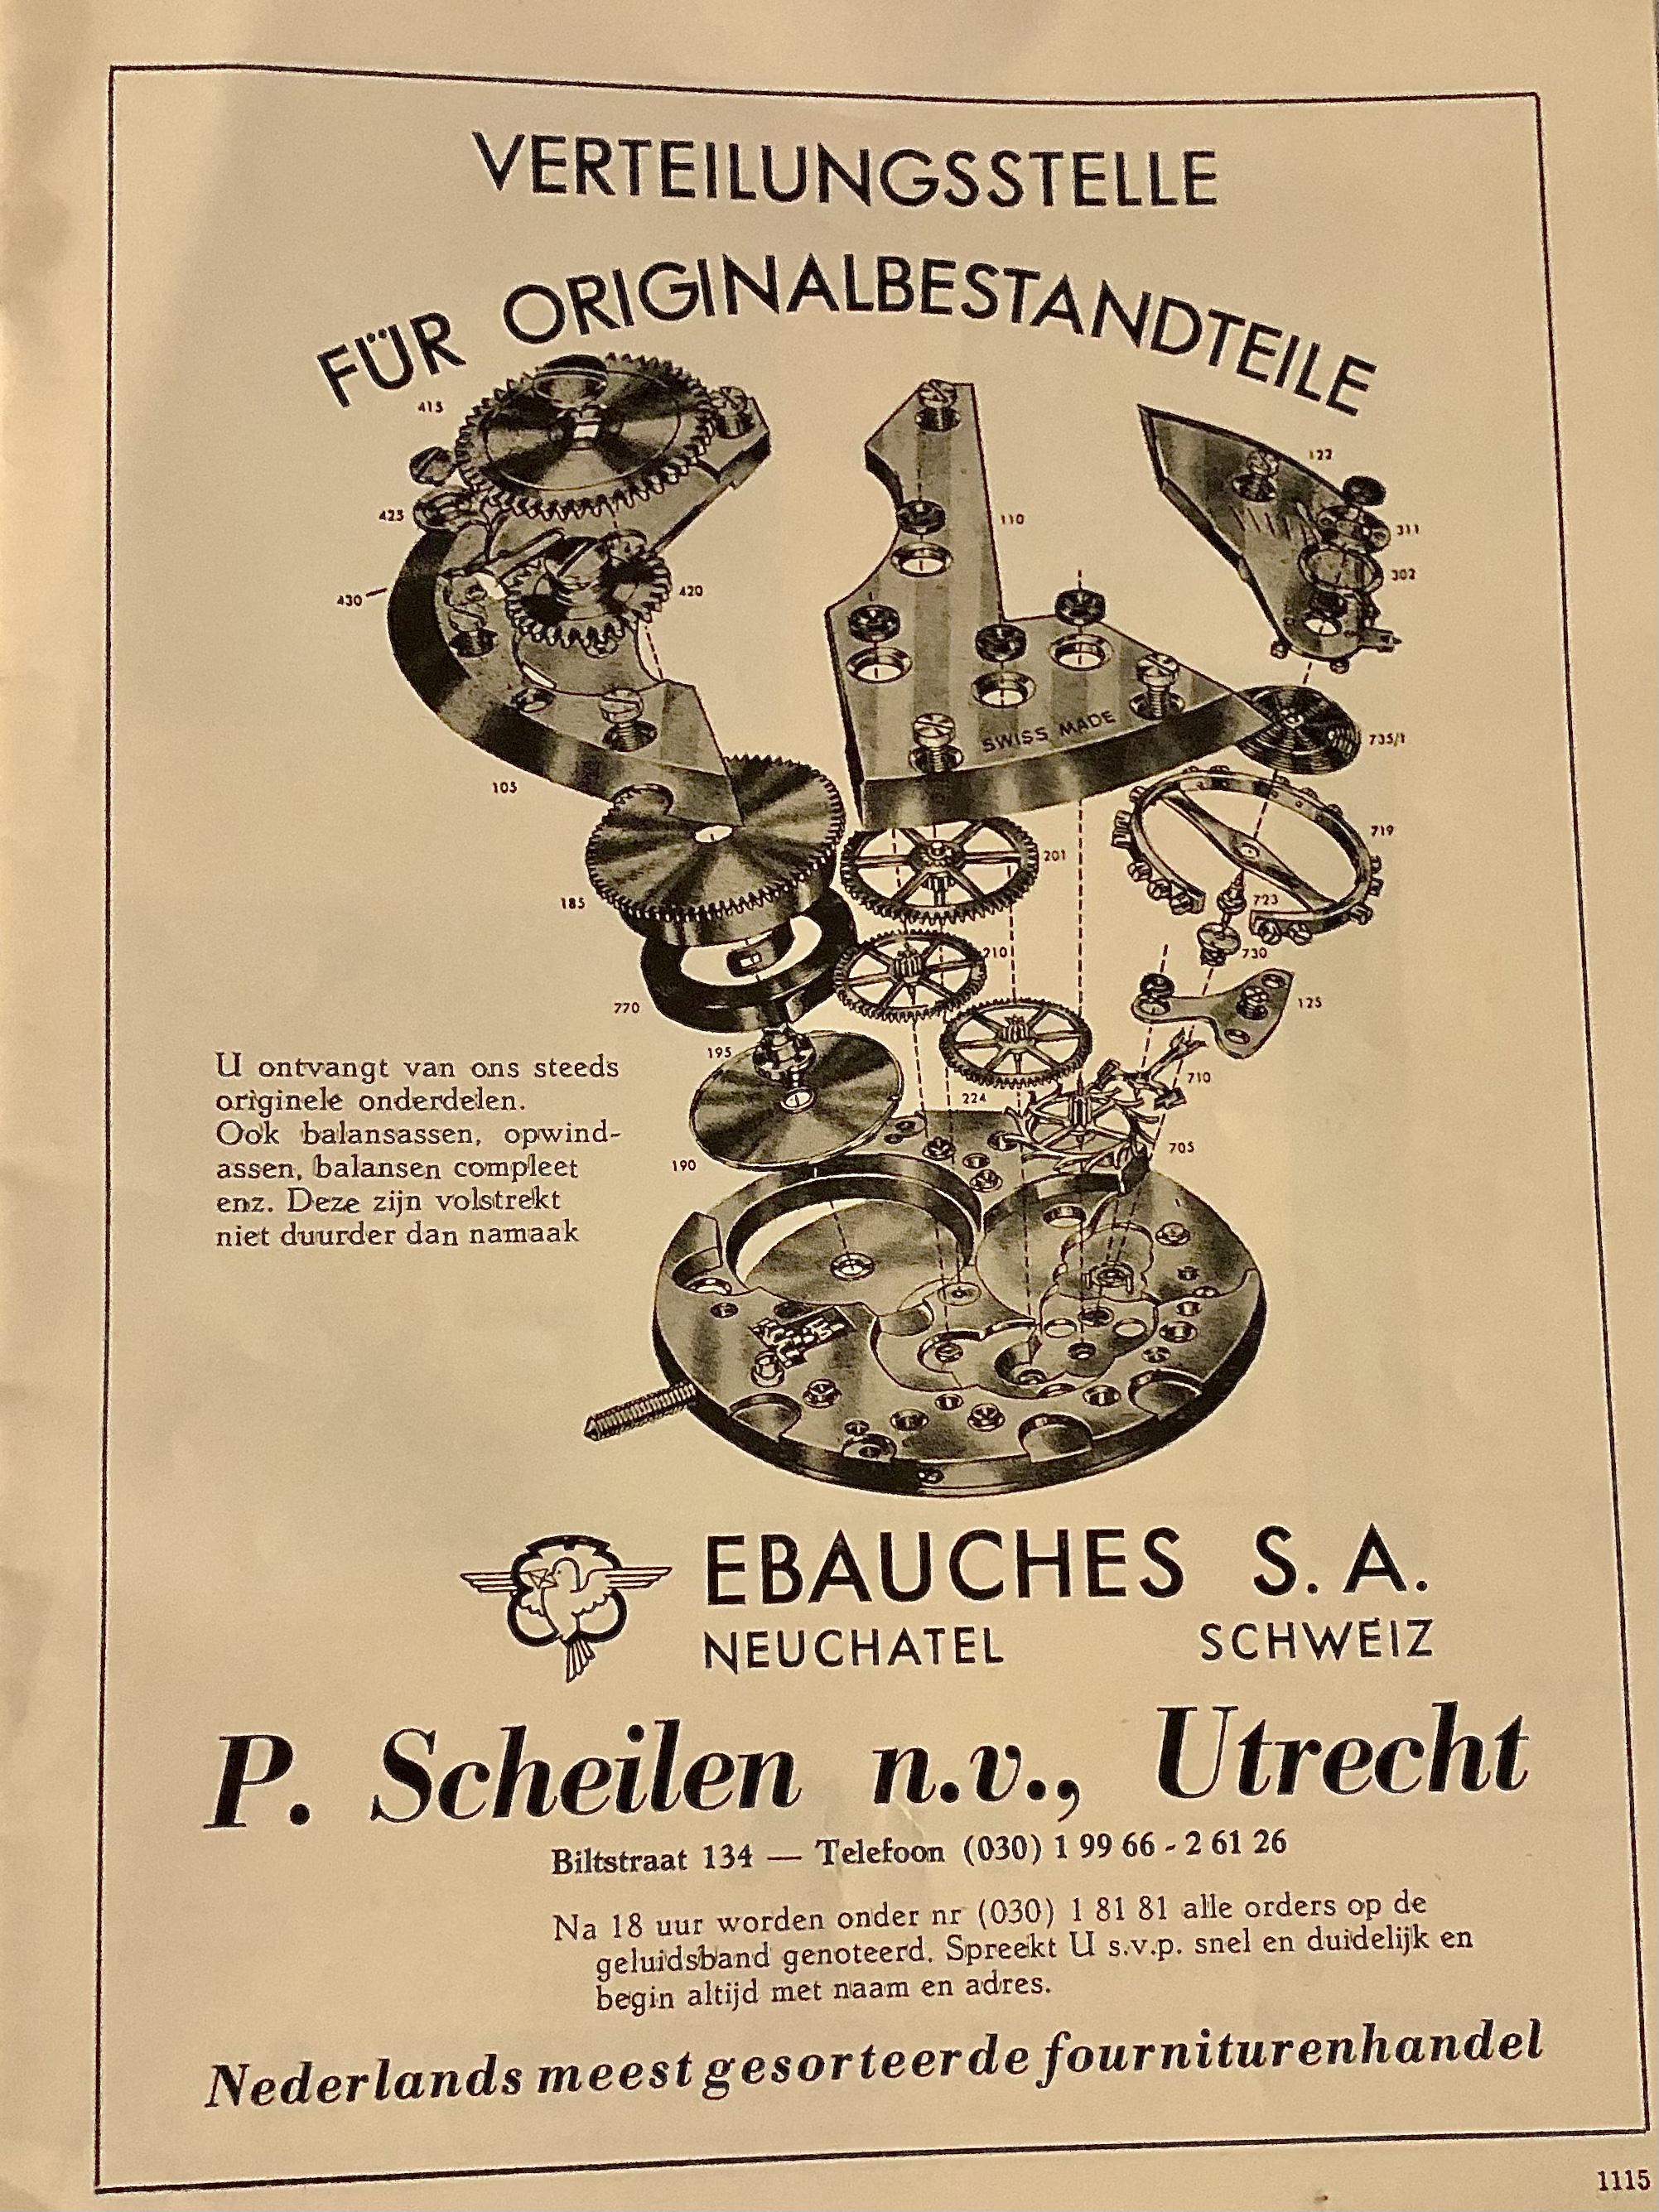 VERTEILUNGSSTELLE
FÜR ORIGINALBESTANDTEILE
415
122
425
110
311
302
430
420
SWISS MADE
735/1
105
719
201
185
723
210
730
770
125
195
710
224
705
190
U ontvangt van ons steeds
originele onderdelen.
Ook balansassen, opwind-
assen, balansen compleet
enz. Deze zijn volstrekt
niet duurder dan namaak
EBAUCHES S. A.
NEUCHATEL SCHWEIZ
P. Scheilen n.v., Utrecht
Biltstraat 134 — Telefoon (030) 1 99 66 - 2 61 26
Na 18 uur worden onder nr (030) 1 81 81 alle orders op de
geluidsband genoteerd. Spreekt U s.v.p. snel en duidelijk en
begin altijd met naam en adres.
Nederlands meest gesorteerde fourniturenhandel
1115